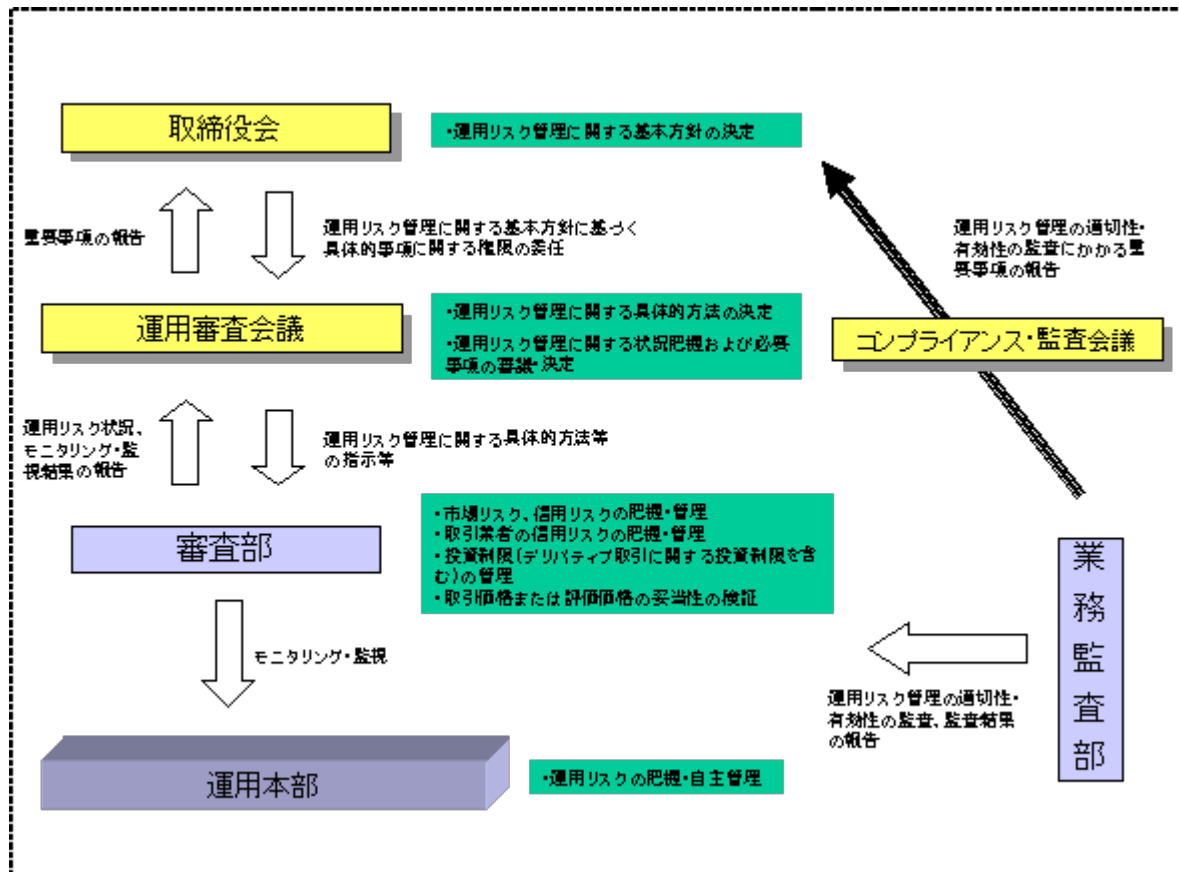 取締役会
・運用リスク管理に関する基本方針の決定
重要事項の報告
運用リスク管理に関する基本方針に基づく
具体的事項に関する権限の委任
運用リスク管理の適切性・
有効性の監査にかかる重
要事項の報告
運用審査会議
・運用リスク管理に関する具体的方法の決定
・運用リスク管理に関する状況把握および必要
事項の審議・決定
コンプライアンス・監査会議
運用リスク状況、
モニタリング・監
視結果の報告
運用リスク管理に関する具体的方法等
の指示等
審査部
・市場リスク、信用リスクの把握・管理
・取引業者の信用リスクの把握・管理
・投資制限(デリバティブ取引に関する投資制限を含
む)の管理
・取引価格または評価価格の妥当性の検証
業務監査部
モニタリング・監視
運用リスク管理の適切性・
有効性の監査、監査結果
の報告
運用本部
・運用リスクの把握・自主管理